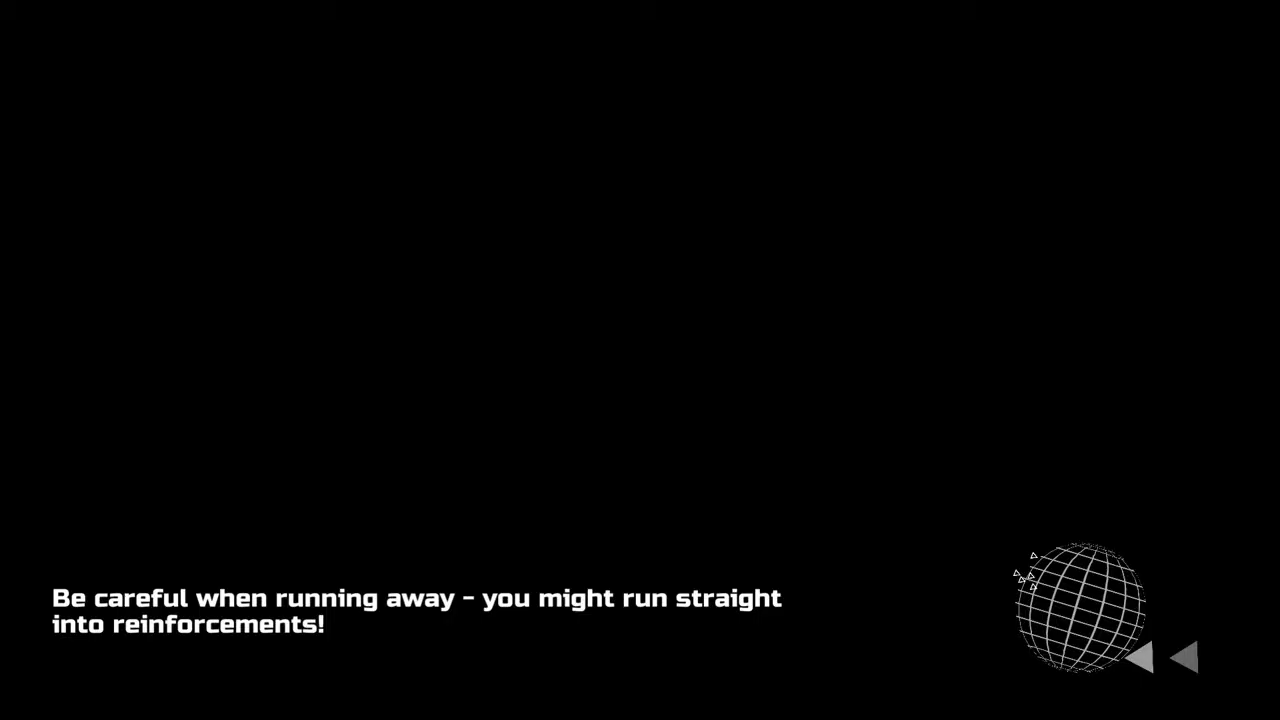 Be careful when running away - you might run straight
into reinforcements!